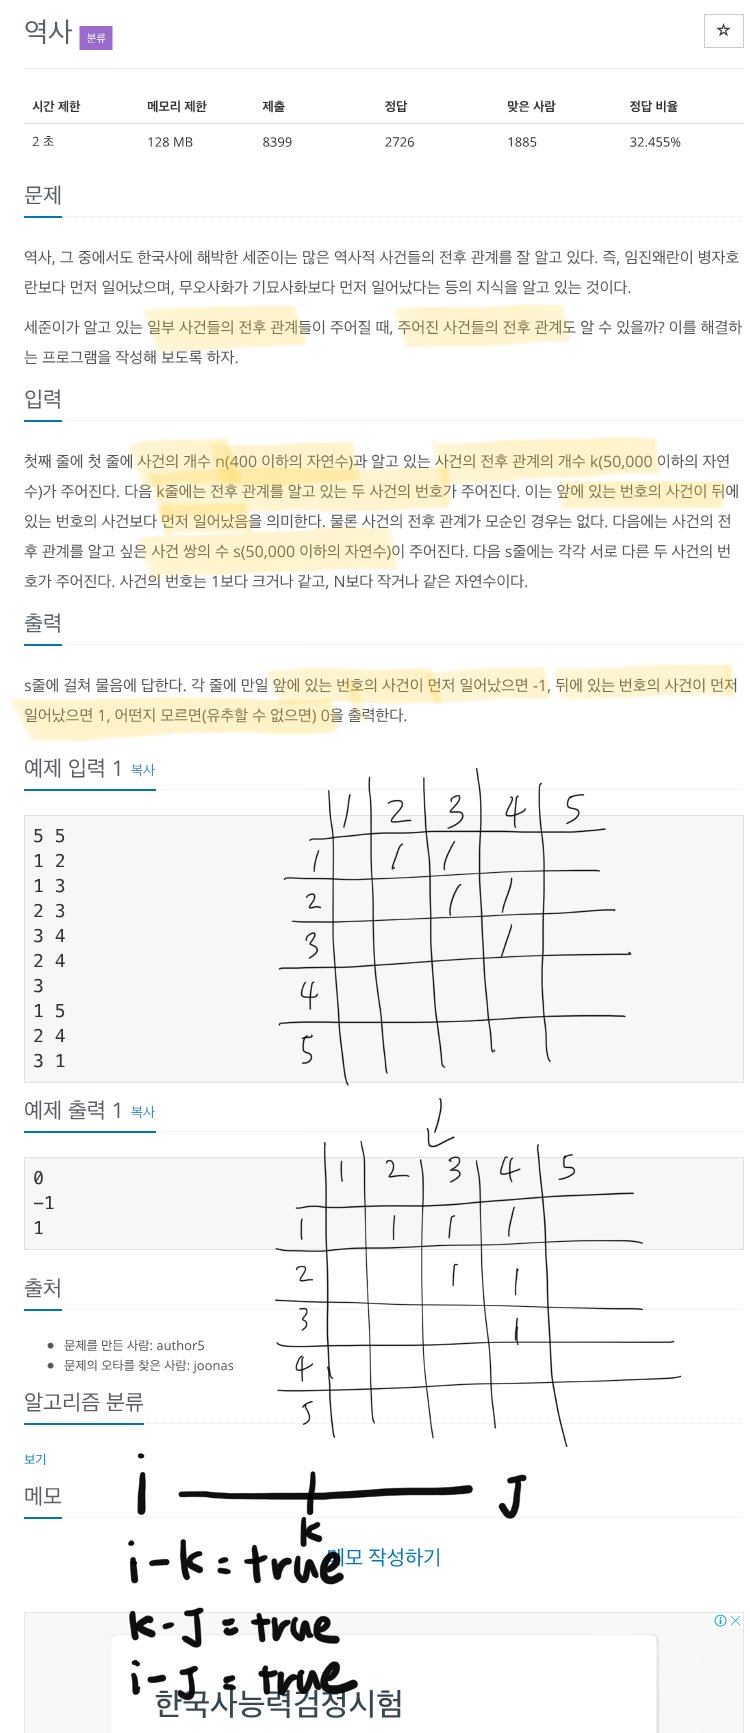 역사 분류
☆
시간 제한 메모리 제한 제출 정답 맞은 사람 정답 비율
2 초 128 MB 8399 2726 1885 32.455%
문제
역사, 그 중에서도 한국사에 해박한 세준이는 많은 역사적 사건들의 전후 관계를 잘 알고 있다. 즉, 임진왜란이 병자호
란보다 먼저 일어났으며, 무오사화가 기묘사화보다 먼저 일어났다는 등의 지식을 알고 있는 것이다.
세준이가 알고 있는 일부 사건들의 전후 관계들이 주어질 때, 주어진 사건들의 전후 관계도 알 수 있을까? 이를 해결하
는 프로그램을 작성해 보도록 하자.
입력
첫째 줄에 첫 줄에 사건의 개수 n(400 이하의 자연수)과 알고 있는 사건의 전후 관계의 개수 k(50,000 이하의 자연
수)가 주어진다. 다음 k줄에는 전후 관계를 알고 있는 두 사건의 번호가 주어진다. 이는 앞에 있는 번호의 사건이 뒤에
있는 번호의 사건보다 먼저 일어났음을 의미한다. 물론 사건의 전후 관계가 모순인 경우는 없다. 다음에는 사건의 전
후 관계를 알고 싶은 사건 쌍의 수 s(50,000 이하의 자연수)이 주어진다. 다음 s줄에는 각각 서로 다른 두 사건의 번
호가 주어진다. 사건의 번호는 1보다 크거나 같고, N보다 작거나 같은 자연수이다.
출력
s줄에 걸쳐 물음에 답한다. 각 줄에 만일 앞에 있는 번호의 사건이 먼저 일어났으면 -1, 뒤에 있는 번호의 사건이 먼저
일어났으면 1, 어떤지 모르면(유추할 수 없으면) 0을 출력한다.
예제 입력 1 복사
5 5
1 2
1 3
2 3
3 4
2 4
3
1 5
2 4
3 1
1 2 3 4 5
1 1 1
2 1 1
3 1
4
5
예제 출력 1 복사
0
-1
1
1 2 3 4 5
1 1 1 1
2 1 1
3 1
4
5
출처
문제를 만든 사람: author5
문제의 오타를 찾은 사람: joonas
알고리즘 분류
보기
메모
i J
k
i-k = true
메모 작성하기
k-J = true
i-J = true
한국사능력검정시험